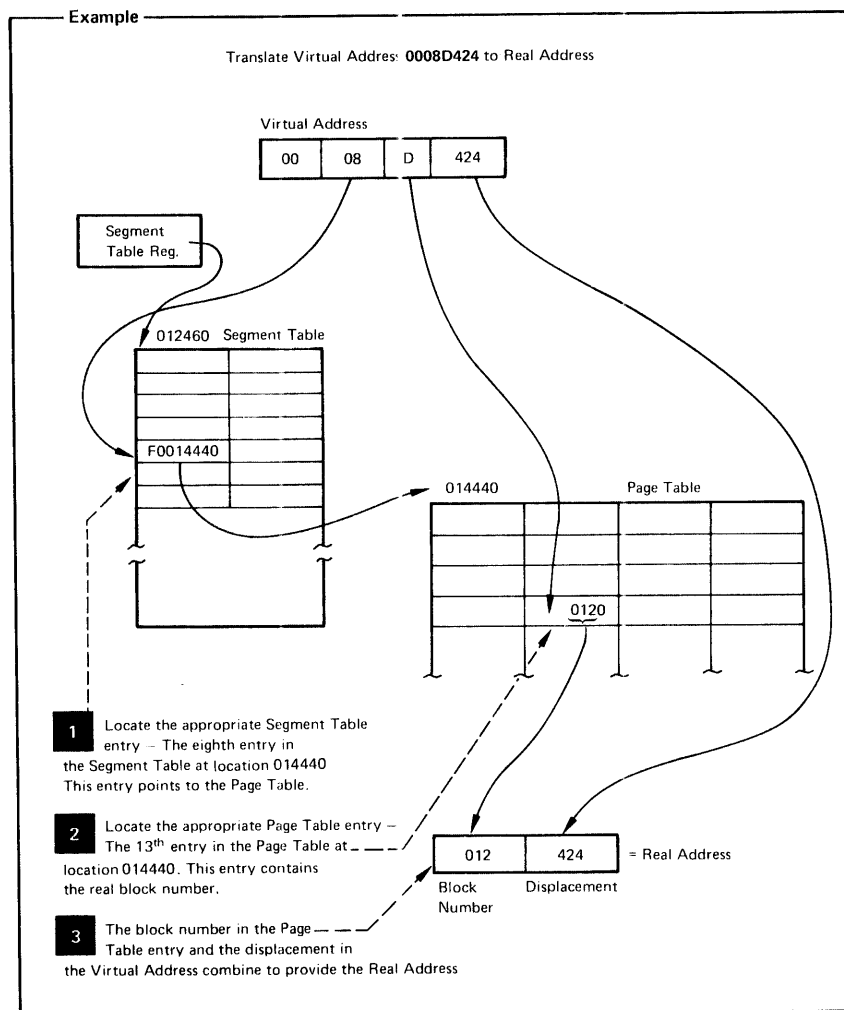 Example
Translate Virtual Addres: 0008D424 to Real Address
Virtual Address
00 08 D 424
Segment
Table Reg.
012460 Segment Table
F0014440
014440 Page Table
0120
1 Locate the appropriate Segment Table
entry – The eighth entry in
the Segment Table at location 014440
This entry points to the Page Table.
2 Locate the appropriate Page Table entry –
The 13th entry in the Page Table at
location 014440. This entry contains
the real block number.
012 424 = Real Address
Block Displacement
Number
3 The block number in the Page
Table entry and the displacement in
the Virtual Address combine to provide the Real Address